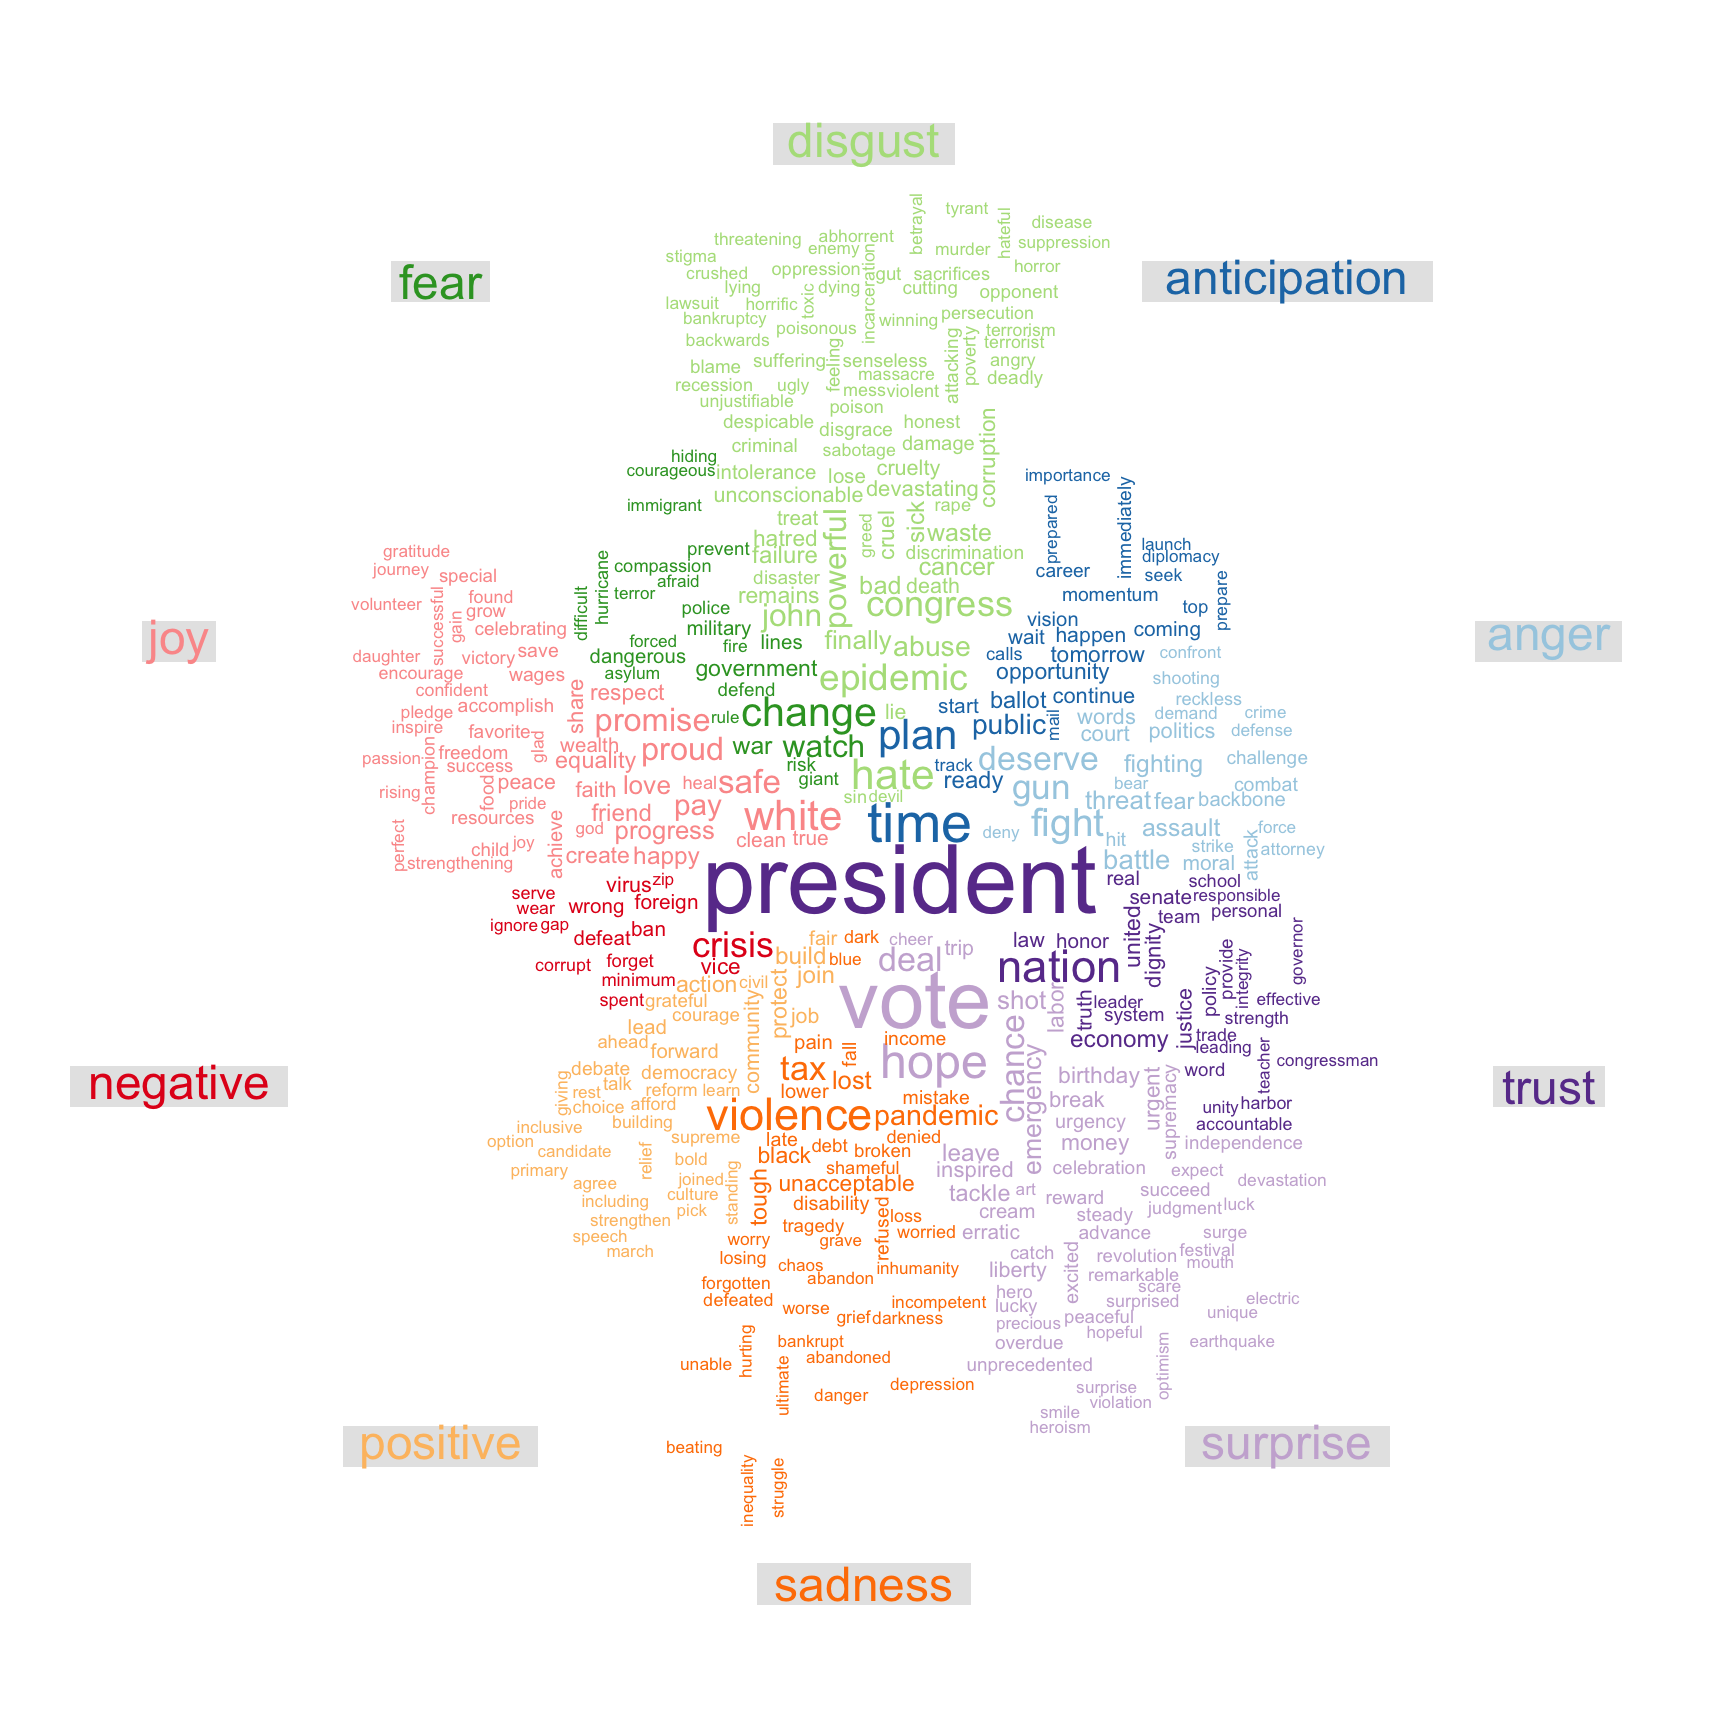 disgust
fear
anticipation
joy
anger
negative
trust
positive
surprise
sadness
betrayal
tyrant
hateful
disease
threatening
abhorrent
enemy
murder
suppression
stigma
crushed
oppression
incarceration
gut
sacrifices
horror
lying
toxic
dying
cutting
opponent
lawsuit
horrific
bankruptcy
poisonous
winning
persecution
terrorism
backwards
terrorist
blame
suffering
feeling
senseless
attacking
poverty
angry
massacre
deadly
recession
ugly
mess
violent
unjustifiable
poison
despicable
disgrace
honest
corruption
criminal
sabotage
damage
intolerance
lose
cruelty
unconscionable
devastating
rape
treat
powerful
greed
cruel
sick
waste
hatred
failure
discrimination
cancer
disaster
bad
death
remains
john
congress
finally
abuse
epidemic
lie
hate
sin
devil
hiding
courageous
immigrant
prevent
compassion
hurricane
afraid
terror
difficult
police
military
forced
fire
lines
dangerous
asylum
government
defend
change
rule
war
watch
risk
giant
importance
prepared
immediately
launch
diplomacy
career
seek
momentum
prepare
top
vision
wait
happen
coming
calls
tomorrow
opportunity
start
ballot
continue
public
mail
plan
track
ready
time
confront
shooting
reckless
words
demand
crime
court
politics
defense
deserve
fighting
challenge
gun
bear
combat
threat
fear
backbone
fight
deny
hit
assault
force
strike
attorney
battle
moral
attack
gratitude
journey
special
volunteer
successful
found
gain
grow
celebrating
daughter
victory
save
encourage
wages
confident
accomplish
share
respect
pledge
inspire
favorite
promise
passion
champion
freedom
glad
wealth
proud
success
equality
peace
rising
food
faith
love
heal
safe
pride
resources
friend
pay
white
perfect
god
progress
clean
true
child
joy
achieve
create
happy
strengthening
serve
virus
zip
wear
wrong
foreign
ignore
gap
defeat
ban
crisis
corrupt
forget
vice
minimum
spent
president
real
school
senate
responsible
team
personal
united
law
honor
dignity
governor
nation
policy
provide
integrity
truth
leader
justice
effective
system
strength
economy
trade
leading
teacher
congressman
word
unity
harbor
accountable
fair
build
action
civil
protect
join
grateful
courage
community
job
lead
ahead
forward
debate
democracy
giving
talk
rest
reform
learn
choice
afford
building
inclusive
option
supreme
candidate
relief
bold
primary
joined
agree
culture
standing
including
pick
strengthen
speech
march
dark
blue
pain
fall
income
tax
lost
lower
mistake
violence
pandemic
late
debt
denied
black
broken
shameful
tough
unacceptable
disability
refused
loss
tragedy
worried
worry
grave
losing
chaos
inhumanity
forgotten
abandon
defeated
worse
incompetent
grief
darkness
hurting
bankrupt
unable
abandoned
ultimate
danger
depression
beating
inequality
struggle
cheer
deal
trip
vote
shot
labor
hope
chance
emergency
birthday
urgent
supremacy
break
urgency
money
independence
leave
inspired
celebration
expect
devastation
tackle
art
reward
succeed
cream
steady
judgment
luck
erratic
advance
surge
catch
excited
revolution
festival
mouth
liberty
remarkable
hero
scare
lucky
surprised
electric
precious
peaceful
unique
hopeful
overdue
earthquake
unprecedented
optimism
surprise
violation
smile
heroism